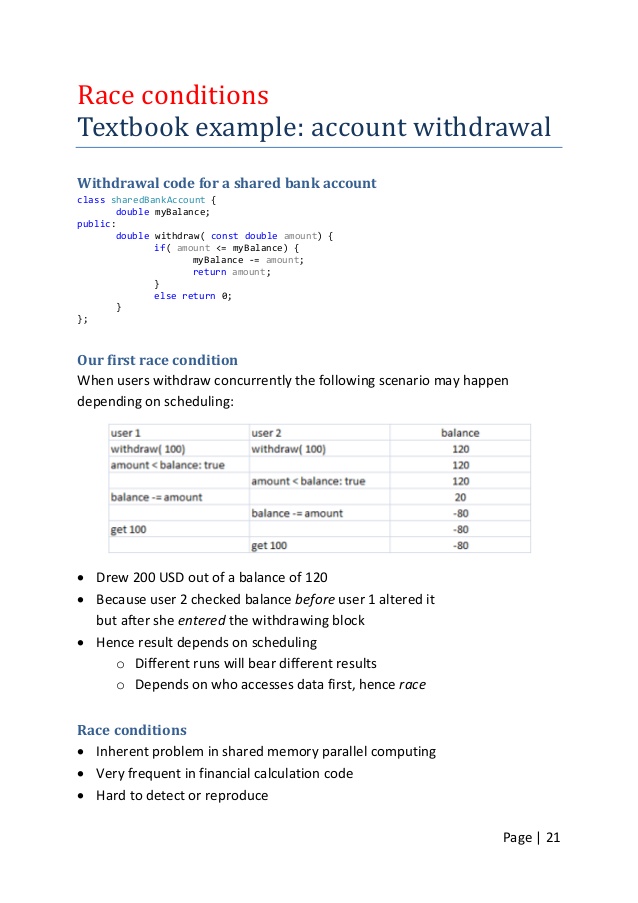 Race conditions
Textbook example: account withdrawal
Withdrawal code for a shared bank account
class sharedBankAccount {
double myBalance;
public:
double withdraw( const double amount) {
if( amount <= myBalance) {
myBalance -= amount;
return amount;
}
else return 0;
}
};
Our first race condition
When users withdraw concurrently the following scenario may happen
depending on scheduling:
user 1 user 2 balance
withdraw( 100) withdraw( 100) 120
amount < balance: true 120
amount < balance: true 120
balance -= amount 20
balance -= amount -80
get 100 -80
get 100 -80
• Drew 200 USD out of a balance of 120
• Because user 2 checked balance before user 1 altered it
but after she entered the withdrawing block
• Hence result depends on scheduling
o Different runs will bear different results
o Depends on who accesses data first, hence race
Race conditions
• Inherent problem in shared memory parallel computing
• Very frequent in financial calculation code
• Hard to detect or reproduce
Page | 21